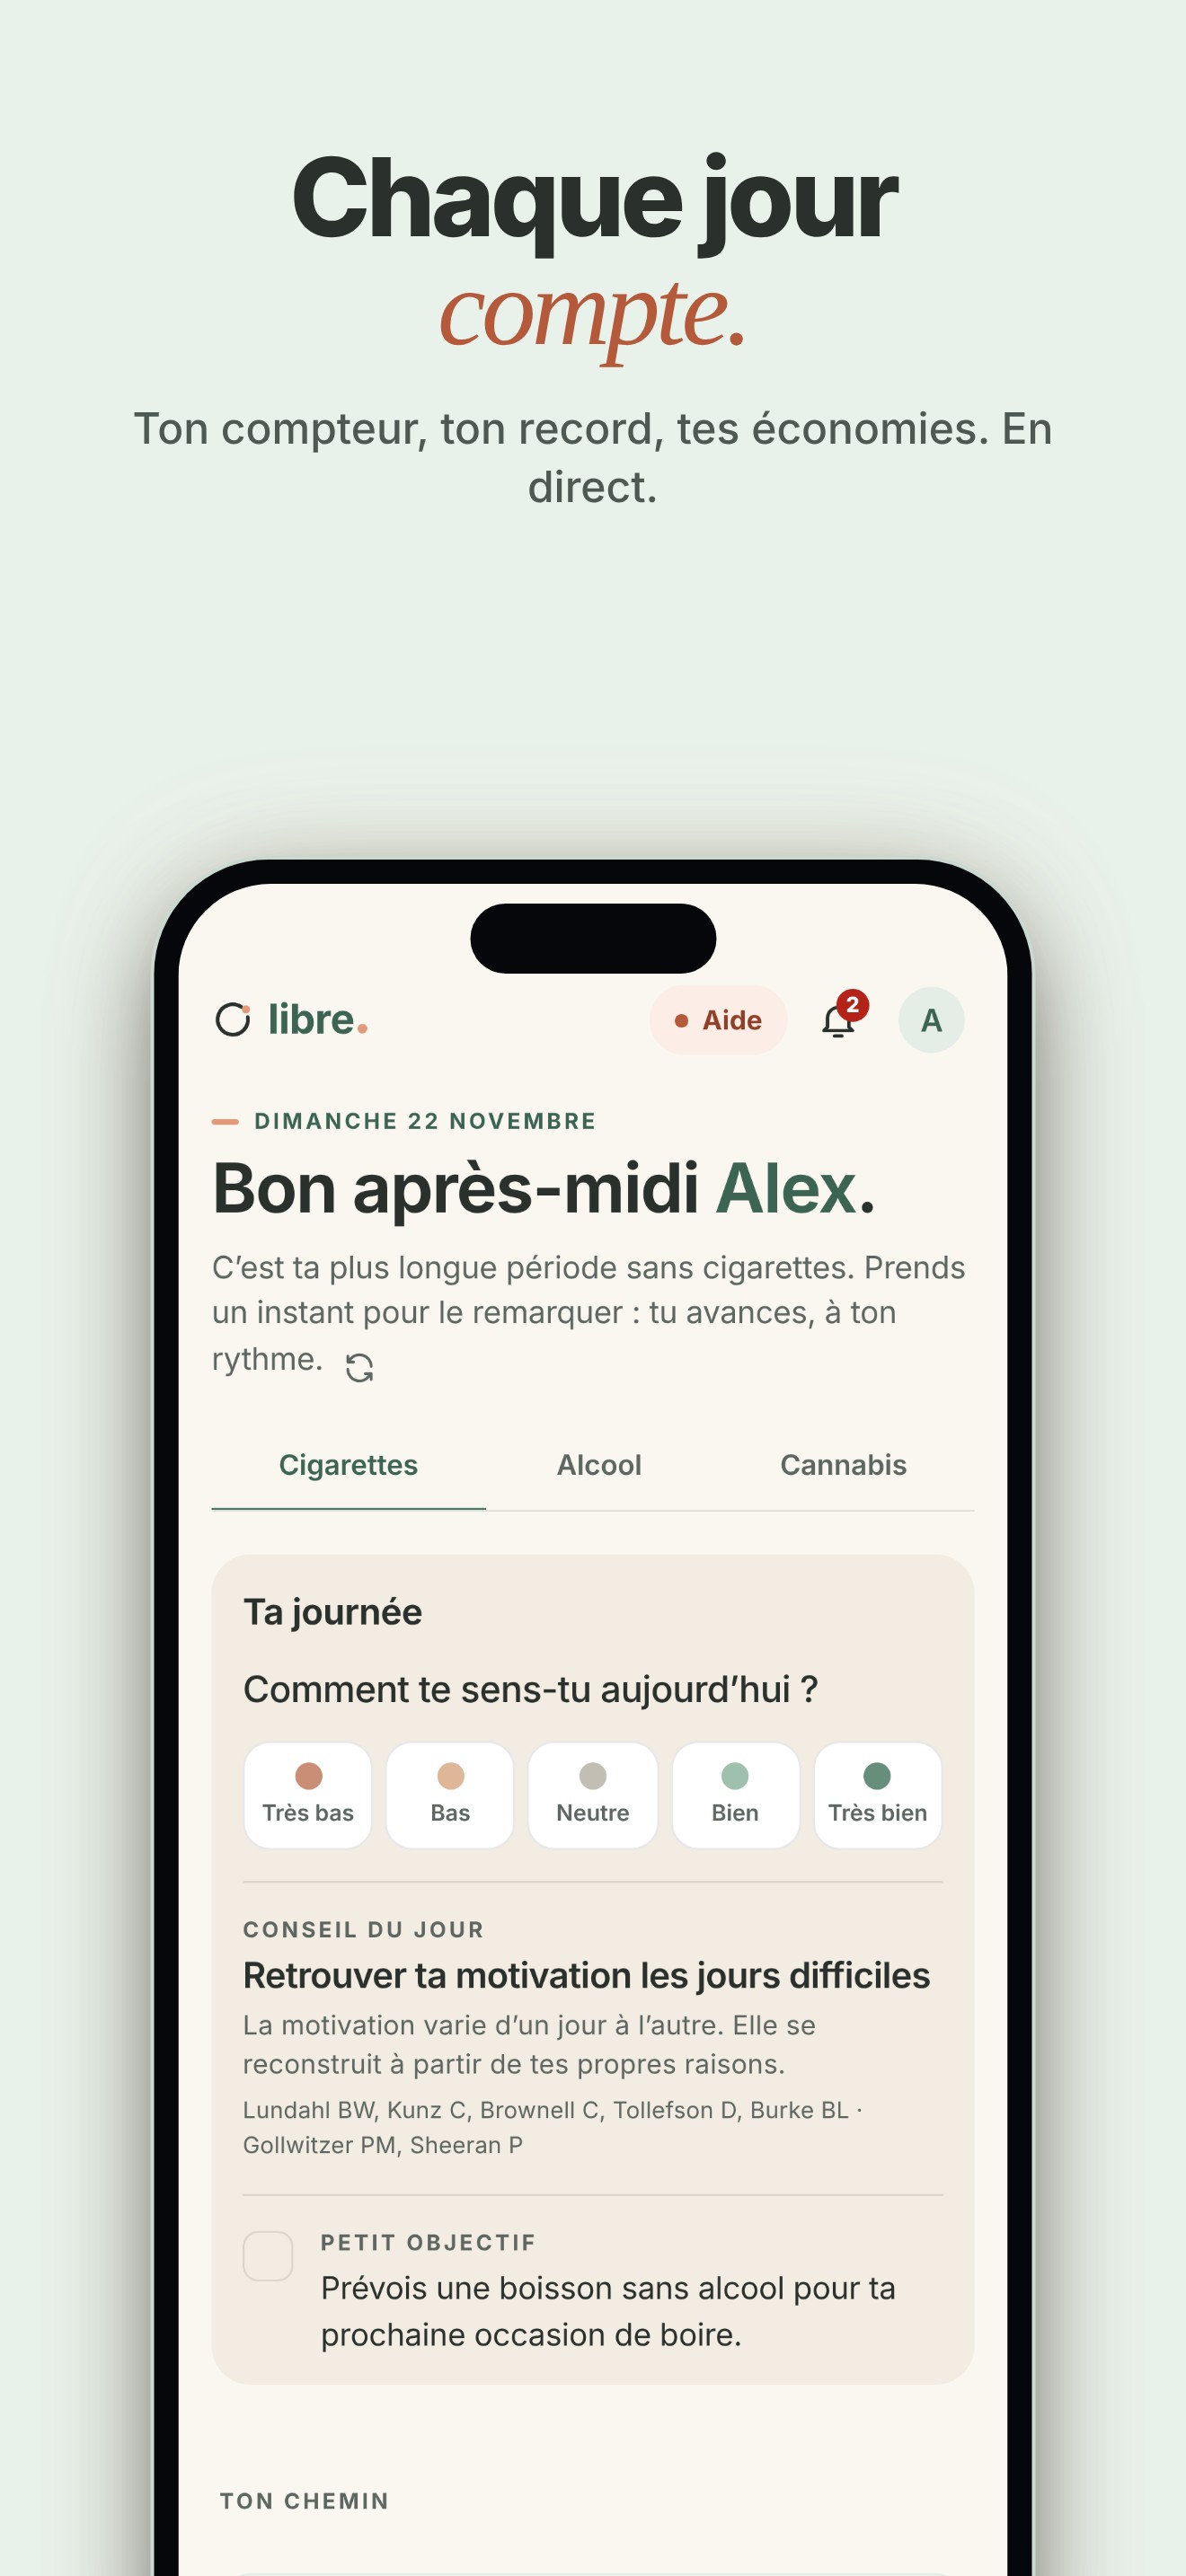 Chaque jour
compte.
Ton compteur, ton record, tes économies. En
direct.
libre.
Aide
2
A
DIMANCHE 22 NOVEMBRE
Bon après-midi Alex.
C’est ta plus longue période sans cigarettes. Prends
un instant pour le remarquer : tu avances, à ton
rythme.
Cigarettes
Alcool
Cannabis
Ta journée
Comment te sens-tu aujourd’hui ?
Très bas
Bas
Neutre
Bien
Très bien
CONSEIL DU JOUR
Retrouver ta motivation les jours difficiles
La motivation varie d’un jour à l’autre. Elle se
reconstruit à partir de tes propres raisons.
Lundahl BW, Kunz C, Brownell C, Tollefson D, Burke BL ·
Gollwitzer PM, Sheeran P
PETIT OBJECTIF
Prévois une boisson sans alcool pour ta
prochaine occasion de boire.
TON CHEMIN